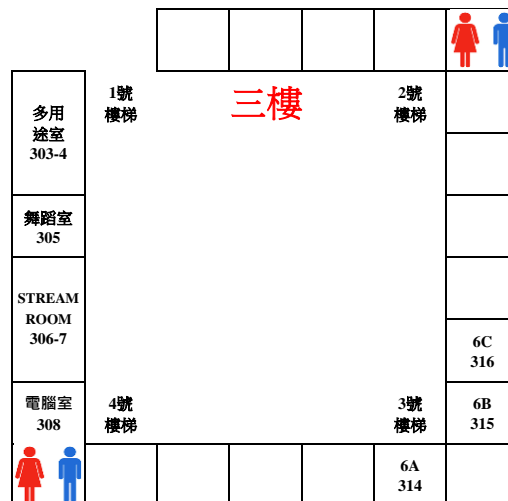 1號
樓梯
三樓
2號
樓梯
多用
途室
303-4
舞蹈室
305
STREAM
ROOM
306-7
6C
316
電腦室
308
4號
樓梯
3號
樓梯
6B
315
6A
314